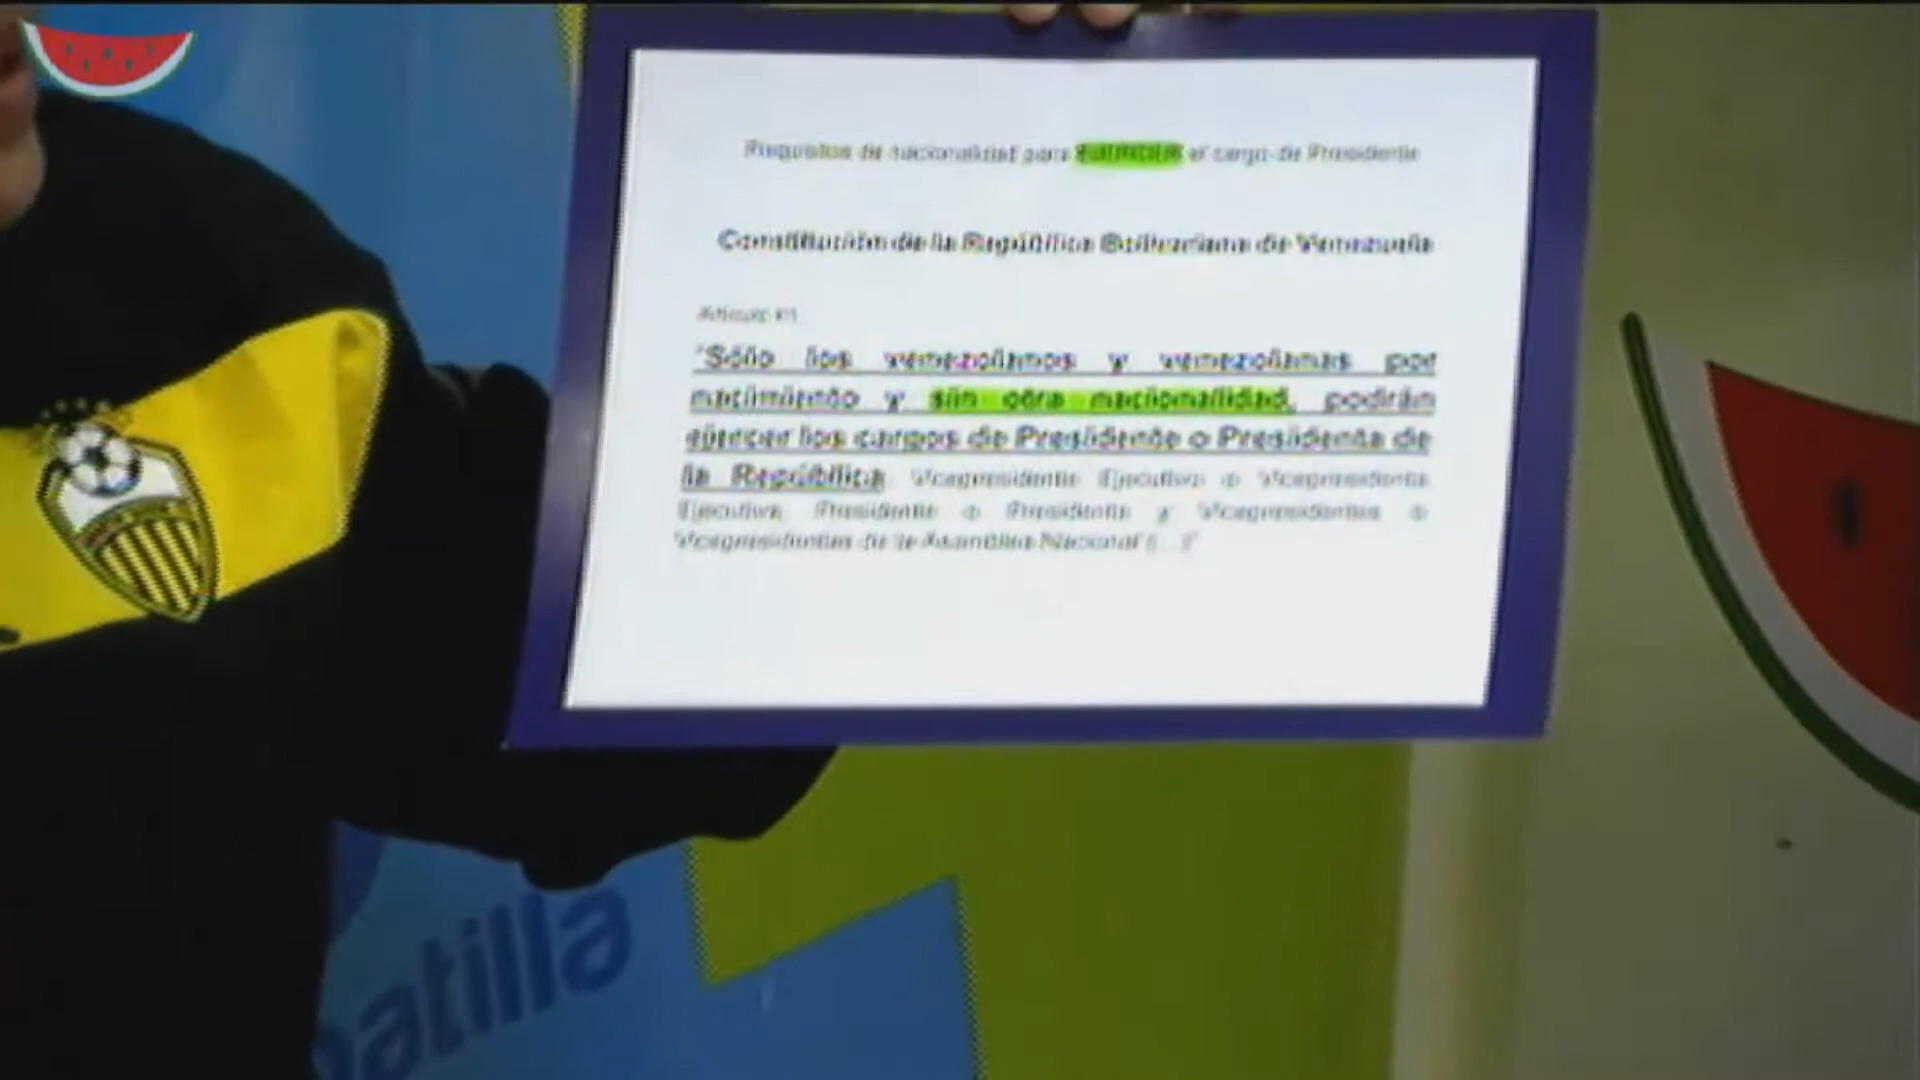 Requisitos de nacionalidad para EJERCER el cargo de Presidente
Constitución de la República Bolivariana de Venezuela
Artículo 41
"Sólo los venezolanos y venezolanas por
nacimiento y sin otra nacionalidad, podrán
ejercer los cargos de Presidente o Presidenta de
la República, Vicepresidente Ejecutivo o Vicepresidenta
Ejecutiva, Presidente o Presidenta y Vicepresidentes o
Vicepresidentas de la Asamblea Nacional (...)"
patilla